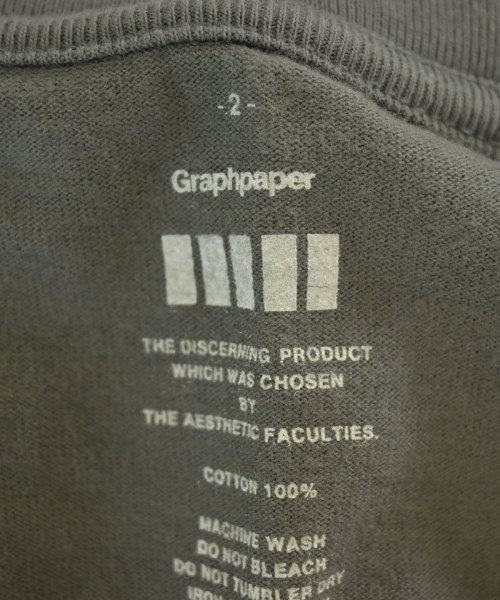 -2-
Graphpaper
THE DISCERNING PRODUCT
WHICH WAS CHOSEN
BY
THE AESTHETIC FACULTIES.
COTTON 100%
MACHINE WASH
DO NOT BLEACH
DO NOT TUMBLER DRY
IRON